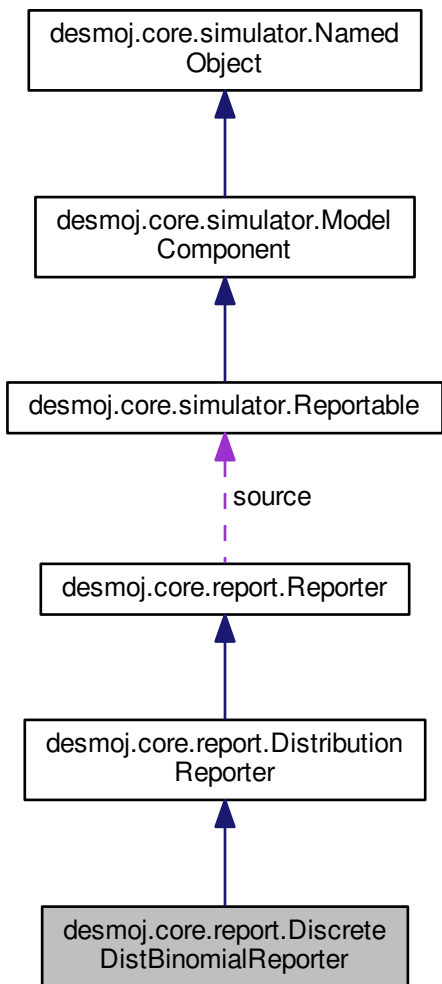 desmoj.core.simulator.Named
Object
desmoj.core.simulator.Model
Component
desmoj.core.simulator.Reportable
source
desmoj.core.report.Reporter
desmoj.core.report.Distribution
Reporter
desmoj.core.report.Discrete
DistBinomialReporter